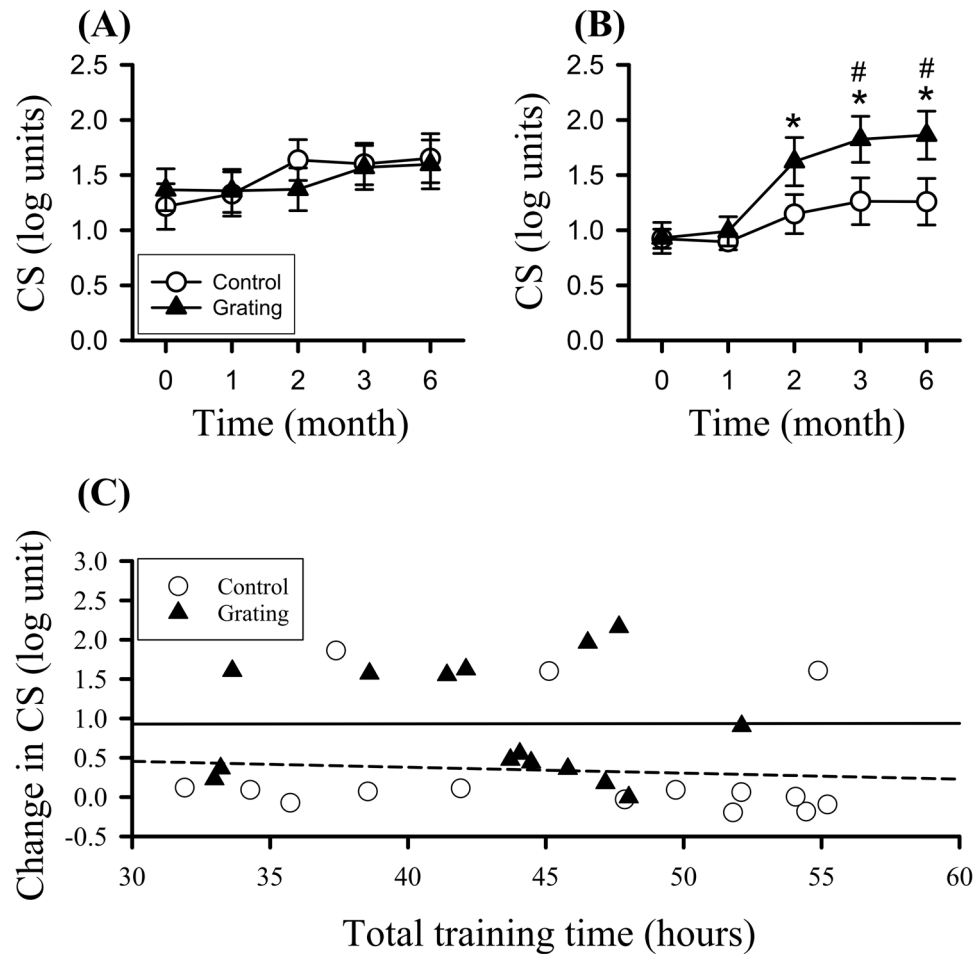 (A)
CS (log units)
2.5
2.0
1.5
1.0
0.5
0.0
Control
Grating
0 1 2 3 6
Time (month)
(B)
CS (log units)
2.5
2.0
1.5
1.0
0.5
0.0
* # * # *
0 1 2 3 6
Time (month)
(C)
Change in CS (log unit)
3.0
2.5
2.0
1.5
1.0
0.5
0.0
-0.5
Control
Grating
30 35 40 45 50 55 60
Total training time (hours)